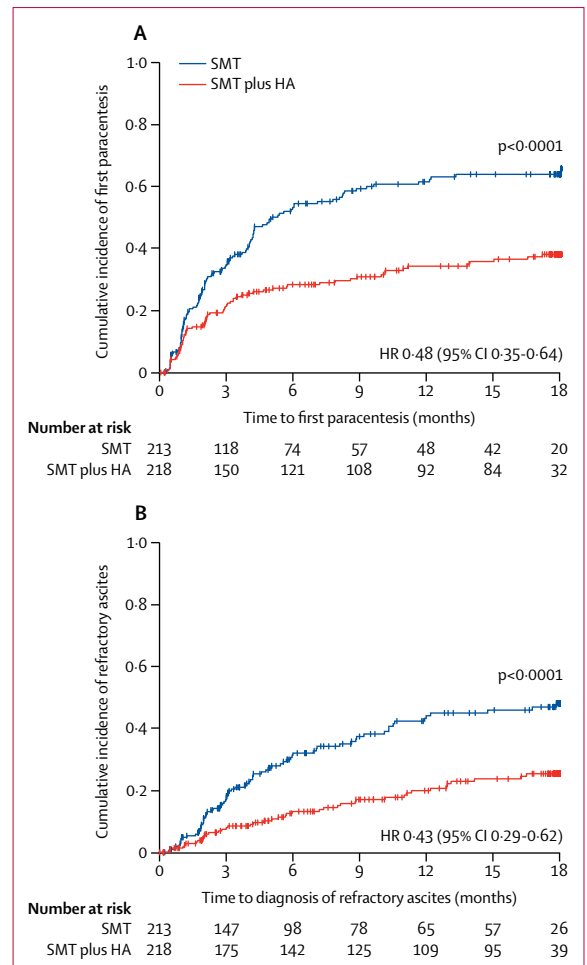 A
1·0
0·8
0·6
0·4
0·2
0
Cumulative incidence of first paracentesis
SMT
SMT plus HA
p<0·0001
HR 0·48 (95% CI 0·35-0·64)
0 3 6 9 12 15 18
Time to first paracentesis (months)
Number at risk
SMT 213 118 74 57 48 42 20
SMT plus HA 218 150 121 108 92 84 32
B
1·0
0·8
0·6
0·4
0·2
0
Cumulative incidence of refractory ascites
p<0·0001
HR 0·43 (95% CI 0·29-0·62)
0 3 6 9 12 15 18
Time to diagnosis of refractory ascites (months)
Number at risk
SMT 213 147 98 78 65 57 26
SMT plus HA 218 175 142 125 109 95 39